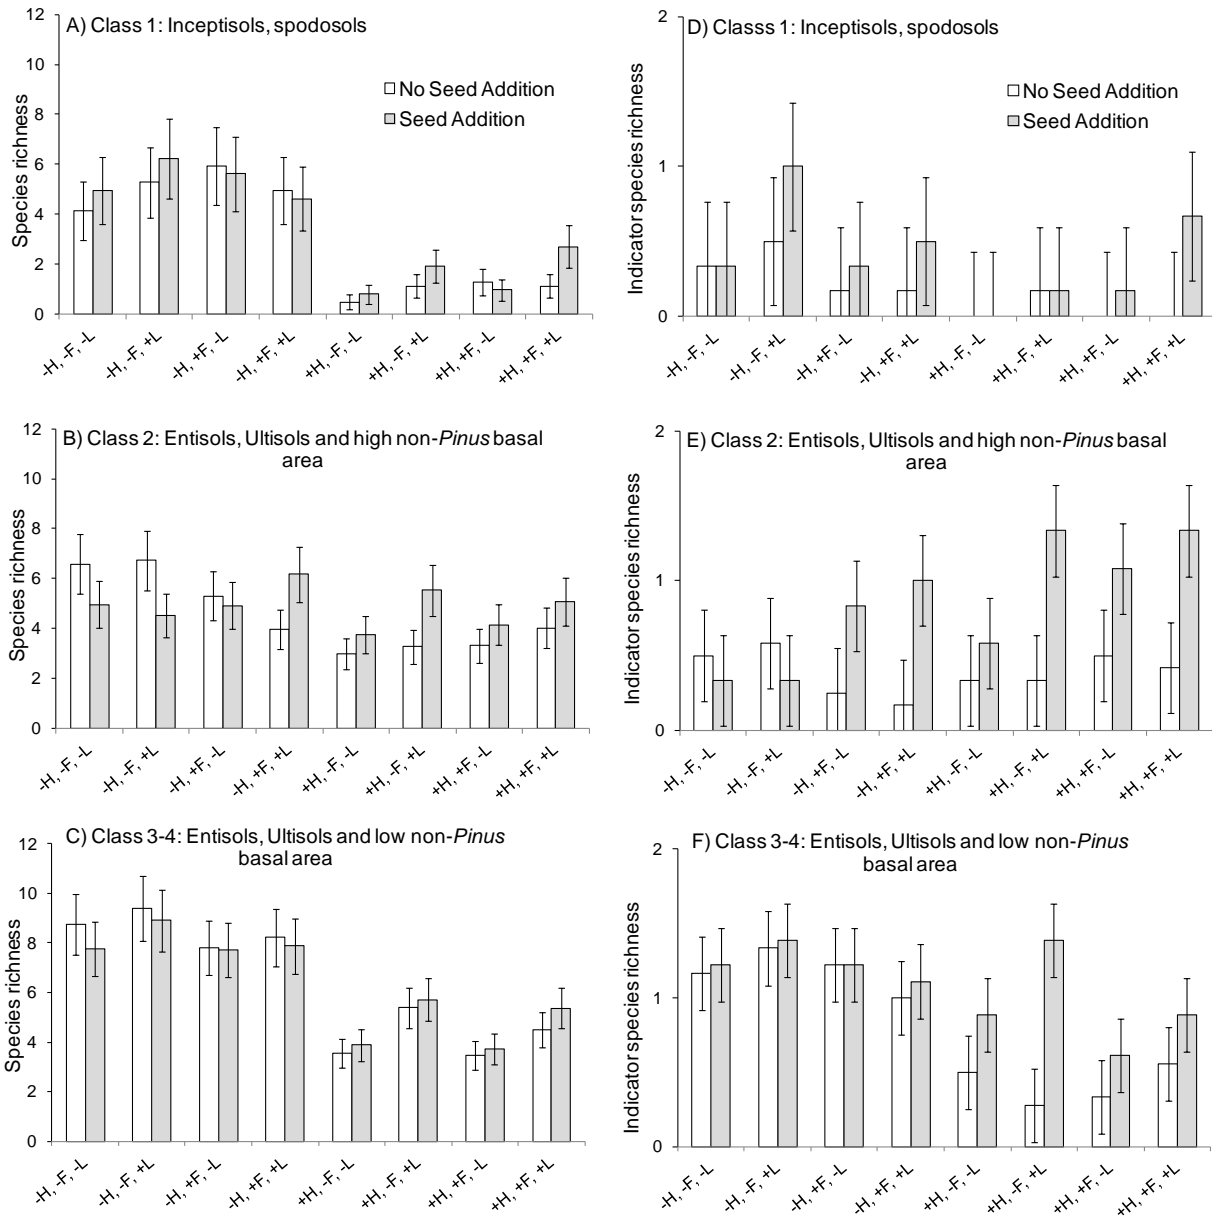 A) Class 1: Inceptisols, spodosols
Species richness
12
10
8
6
4
2
0
No Seed Addition
Seed Addition
-H, -F, -L
-H, -F, +L
-H, +F, -L
-H, +F, +L
+H, -F, -L
+H, -F, +L
+H, +F, -L
+H, +F, +L
D) Classs 1: Inceptisols, spodosols
Indicator species richness
2
1
0
No Seed Addition
Seed Addition
-H, -F, -L
-H, -F, +L
-H, +F, -L
-H, +F, +L
+H, -F, -L
+H, -F, +L
+H, +F, -L
+H, +F, +L
B) Class 2: Entisols, Ultisols and high non-Pinus basal
area
Species richness
12
10
8
6
4
2
0
-H, -F, -L
-H, -F, +L
-H, +F, -L
-H, +F, +L
+H, -F, -L
+H, -F, +L
+H, +F, -L
+H, +F, +L
E) Class 2: Entisols, Ultisols and high non-Pinus basal
area
Indicator species richness
2
1
0
-H, -F, -L
-H, -F, +L
-H, +F, -L
-H, +F, +L
+H, +F, -L
+H, -F, +L
+H, +F, -L
+H, +F, +L
C) Class 3-4: Entisols, Ultisols and low non-Pinus
basal area
Species richness
12
10
8
6
4
2
0
-H, -F, -L
-H, -F, +L
-H, +F, -L
-H, +F, +L
+H, -F, -L
+H, -F, +L
+H, +F, -L
+H, +F, +L
F) Class 3-4: Entisols, Ultisols and low non-Pinus
basal area
Indicator species richness
2
1
0
-H, -F, -L
-H, -F, +L
-H, +F, -L
-H, +F, +L
+H, +F, -L
+H, -F, +L
+H, +F, -L
+H, +F, +L